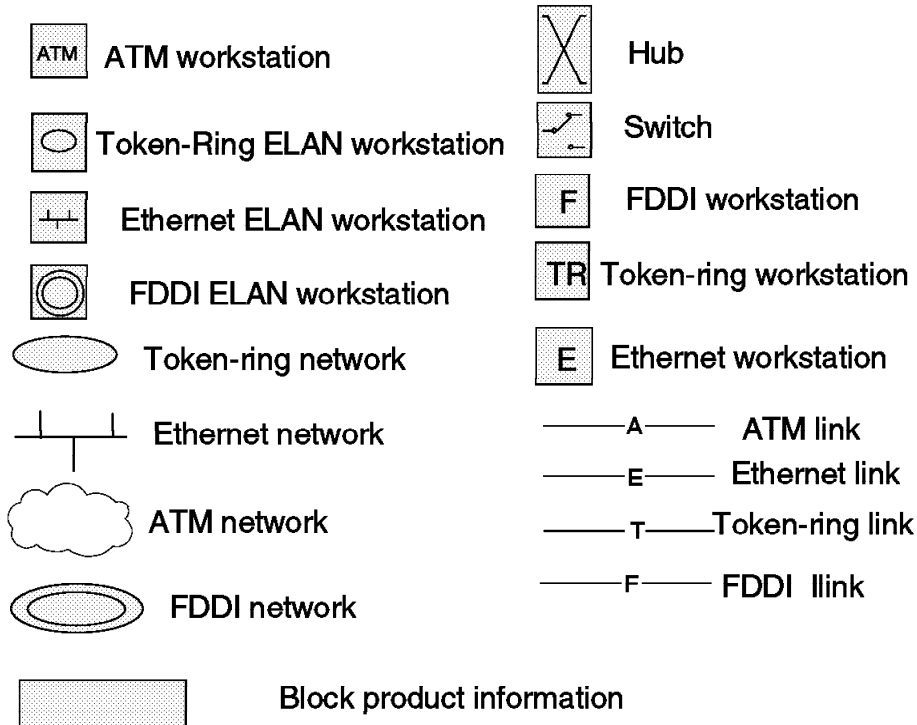 ATM ATM workstation
Token-Ring ELAN workstation
Ethernet ELAN workstation
FDDI ELAN workstation
Token-ring network
Ethernet network
ATM network
FDDI network
Block product information
Hub
Switch
F FDDI workstation
TR Token-ring workstation
E Ethernet workstation
A ATM link
E Ethernet link
T Token-ring link
F FDDI llink